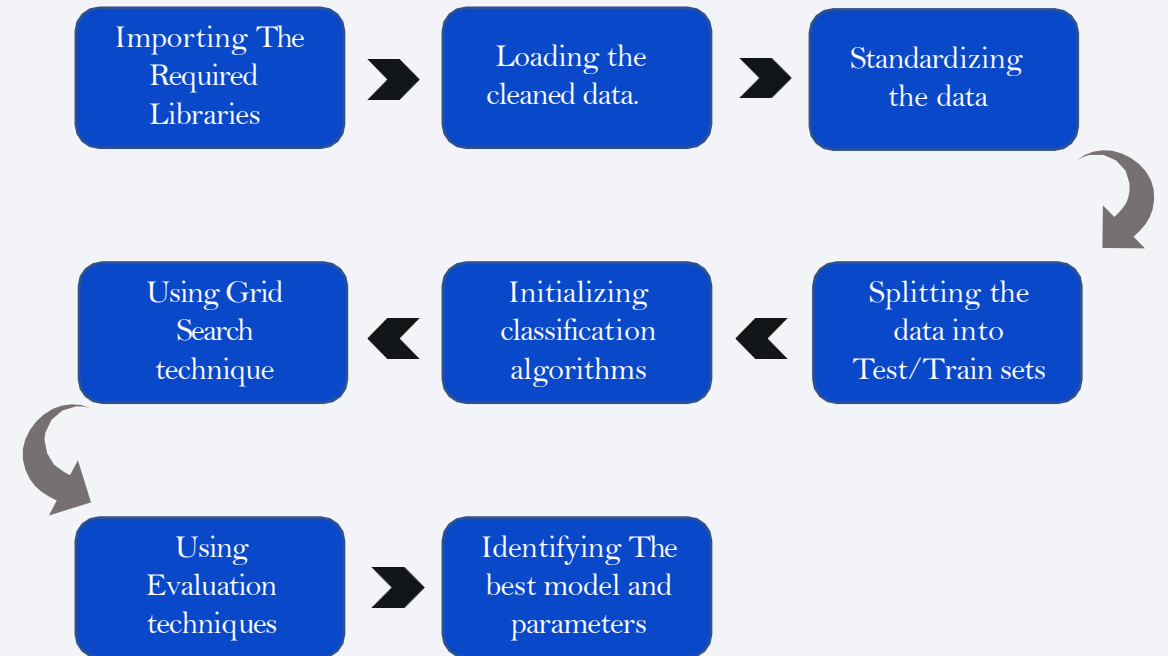 Importing The
Required
Libraries
Loading the
cleaned data.
Standardizing
the data
Splitting the
data into
Test/Train sets
Initializing
classification
algorithms
Using Grid
Search
technique
Using
Evaluation
techniques
Identifying The
best model and
parameters